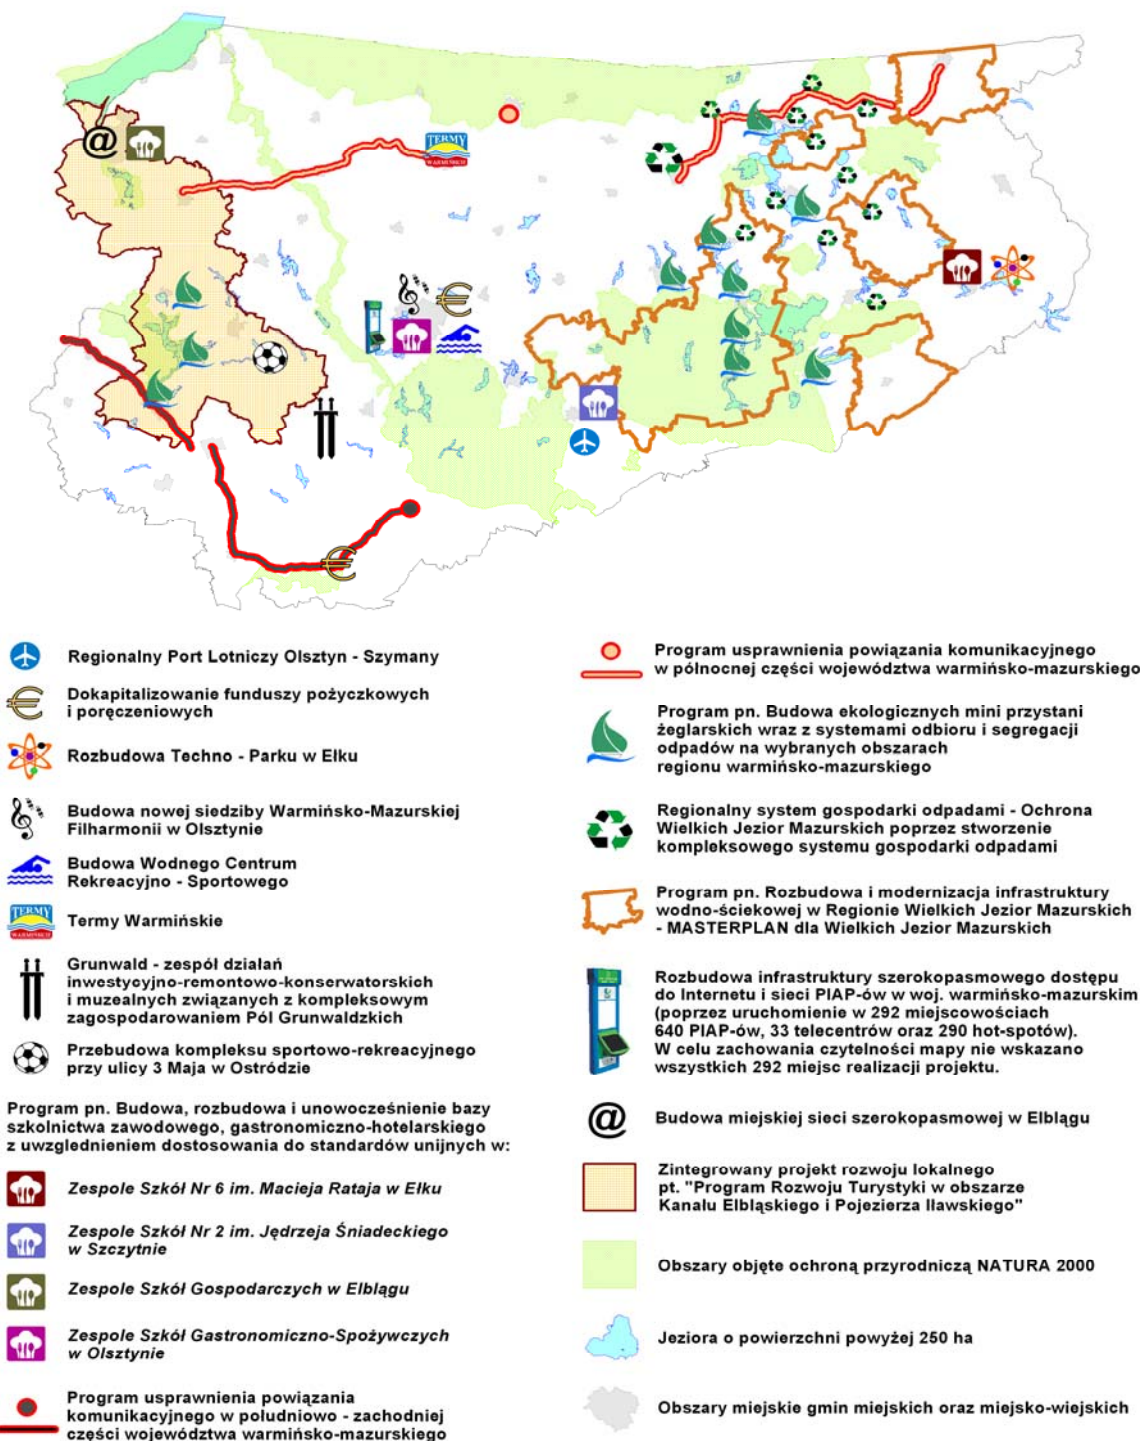 @
TERMY
WARMIŃSKIE
€
€
Regionalny Port Lotniczy Olsztyn - Szymany
Dokapitalizowanie funduszy pożyczkowych
i poręczeniowych
Rozbudowa Techno - Parku w Ełku
Budowa nowej siedziby Warmińsko-Mazurskiej
Filharmonii w Olsztynie
Budowa Wodnego Centrum
Rekreacyjno - Sportowego
TERMY
WARMIŃSKIE
Termy Warmińskie
Grunwald - zespół działań
inwestycyjno-remontowo-konserwatorskich
i muzealnych związanych z kompleksowym
zagospodarowaniem Pól Grunwaldzkich
Przebudowa kompleksu sportowo-rekreacyjnego
przy ulicy 3 Maja w Ostródzie
Program pn. Budowa, rozbudowa i unowocześnienie bazy
szkolnictwa zawodowego, gastronomiczno-hotelarskiego
z uwzględnieniem dostosowania do standardów unijnych w:
Zespole Szkół Nr 6 im. Macieja Rataja w Ełku
Zespole Szkół Nr 2 im. Jędrzeja Śniadeckiego
w Szczytnie
Zespole Szkół Gospodarczych w Elblągu
Zespole Szkół Gastronomiczno-Spożywczych
w Olsztynie
Program usprawnienia powiązania
komunikacyjnego w południowo - zachodniej
części województwa warmińsko-mazurskiego
Program usprawnienia powiązania komunikacyjnego
w północnej części województwa warmińsko-mazurskiego
Program pn. Budowa ekologicznych mini przystani
żeglarskich wraz z systemami odbioru i segregacji
odpadów na wybranych obszarach
regionu warmińsko-mazurskiego
Regionalny system gospodarki odpadami - Ochrona
Wielkich Jezior Mazurskich poprzez stworzenie
kompleksowego systemu gospodarki odpadami
Program pn. Rozbudowa i modernizacja infrastruktury
wodno-ściekowej w Regionie Wielkich Jezior Mazurskich
- MASTERPLAN dla Wielkich Jezior Mazurskich
Rozbudowa infrastruktury szerokopasmowego dostępu
do Internetu i sieci PIAP-ów w woj. warmińsko-mazurskim
(poprzez uruchomienie w 292 miejscowościach
640 PIAP-ów, 33 telecentrów oraz 290 hot-spotów).
W celu zachowania czytelności mapy nie wskazano
wszystkich 292 miejsc realizacji projektu.
@ Budowa miejskiej sieci szerokopasmowej w Elblągu
Zintegrowany projekt rozwoju lokalnego
pt. "Program Rozwoju Turystyki w obszarze
Kanału Elbląskiego i Pojezierza Iławskiego"
Obszary objęte ochroną przyrodniczą NATURA 2000
Jeziora o powierzchni powyżej 250 ha
Obszary miejskie gmin miejskich oraz miejsko-wiejskich